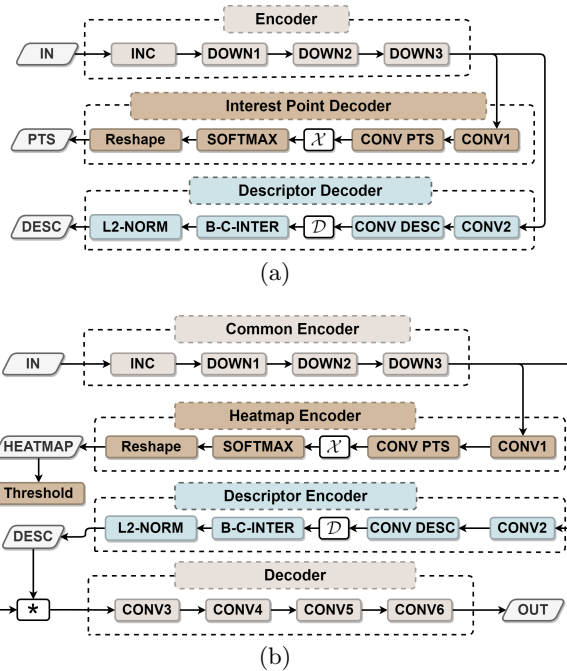 Encoder
IN INC DOWN1 DOWN2 DOWN3
Interest Point Decoder
PTS Reshape SOFTMAX 𝒳 CONV PTS CONV1
Descriptor Decoder
DESC L2-NORM B-C-INTER 𝒟 CONV DESC CONV2
(a)
Common Encoder
IN INC DOWN1 DOWN2 DOWN3
Heatmap Encoder
HEATMAP Reshape SOFTMAX 𝒳 CONV PTS CONV1
Threshold
Descriptor Encoder
DESC L2-NORM B-C-INTER 𝒟 CONV DESC CONV2
Decoder
* CONV3 CONV4 CONV5 CONV6 OUT
(b)